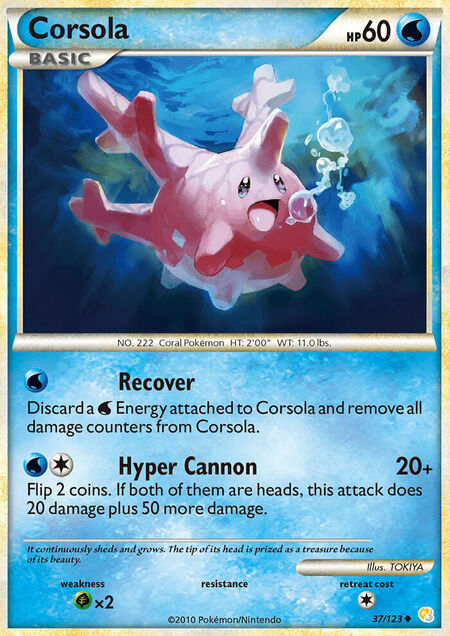 Corsola
HP 60
BASIC
NO. 222 Coral Pokémon HT: 2'00" WT: 11.0 lbs.
Recover
Discard a Energy attached to Corsola and remove all
damage counters from Corsola.
Hyper Cannon 20+
Flip 2 coins. If both of them are heads, this attack does
20 damage plus 50 more damage.
It continuously sheds and grows. The tip of its head is prized as a treasure because
of its beauty.
Illus. TOKIYA
weakness resistance retreat cost
×2
©2010 Pokémon/Nintendo 37/123